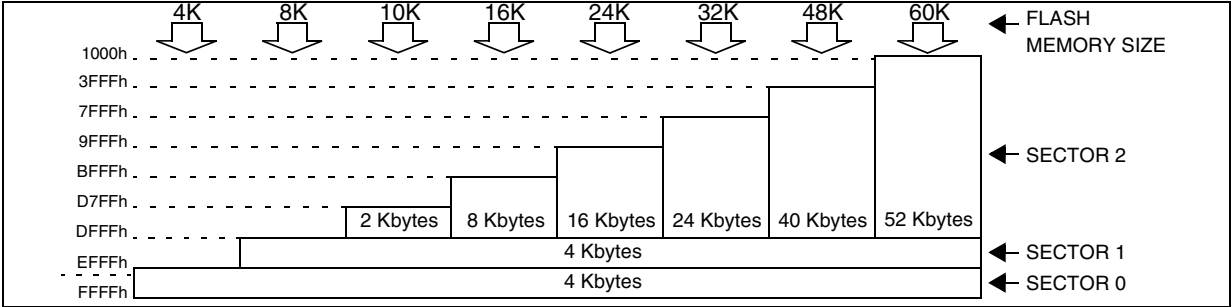 4K 8K 10K 16K 24K 32K 48K 60K
FLASH
MEMORY SIZE
1000h
3FFFh
7FFFh
9FFFh
SECTOR 2
BFFFh
D7FFh
2 Kbytes 8 Kbytes 16 Kbytes 24 Kbytes 40 Kbytes 52 Kbytes
DFFFh
4 Kbytes
SECTOR 1
EFFFh
4 Kbytes
SECTOR 0
FFFFh